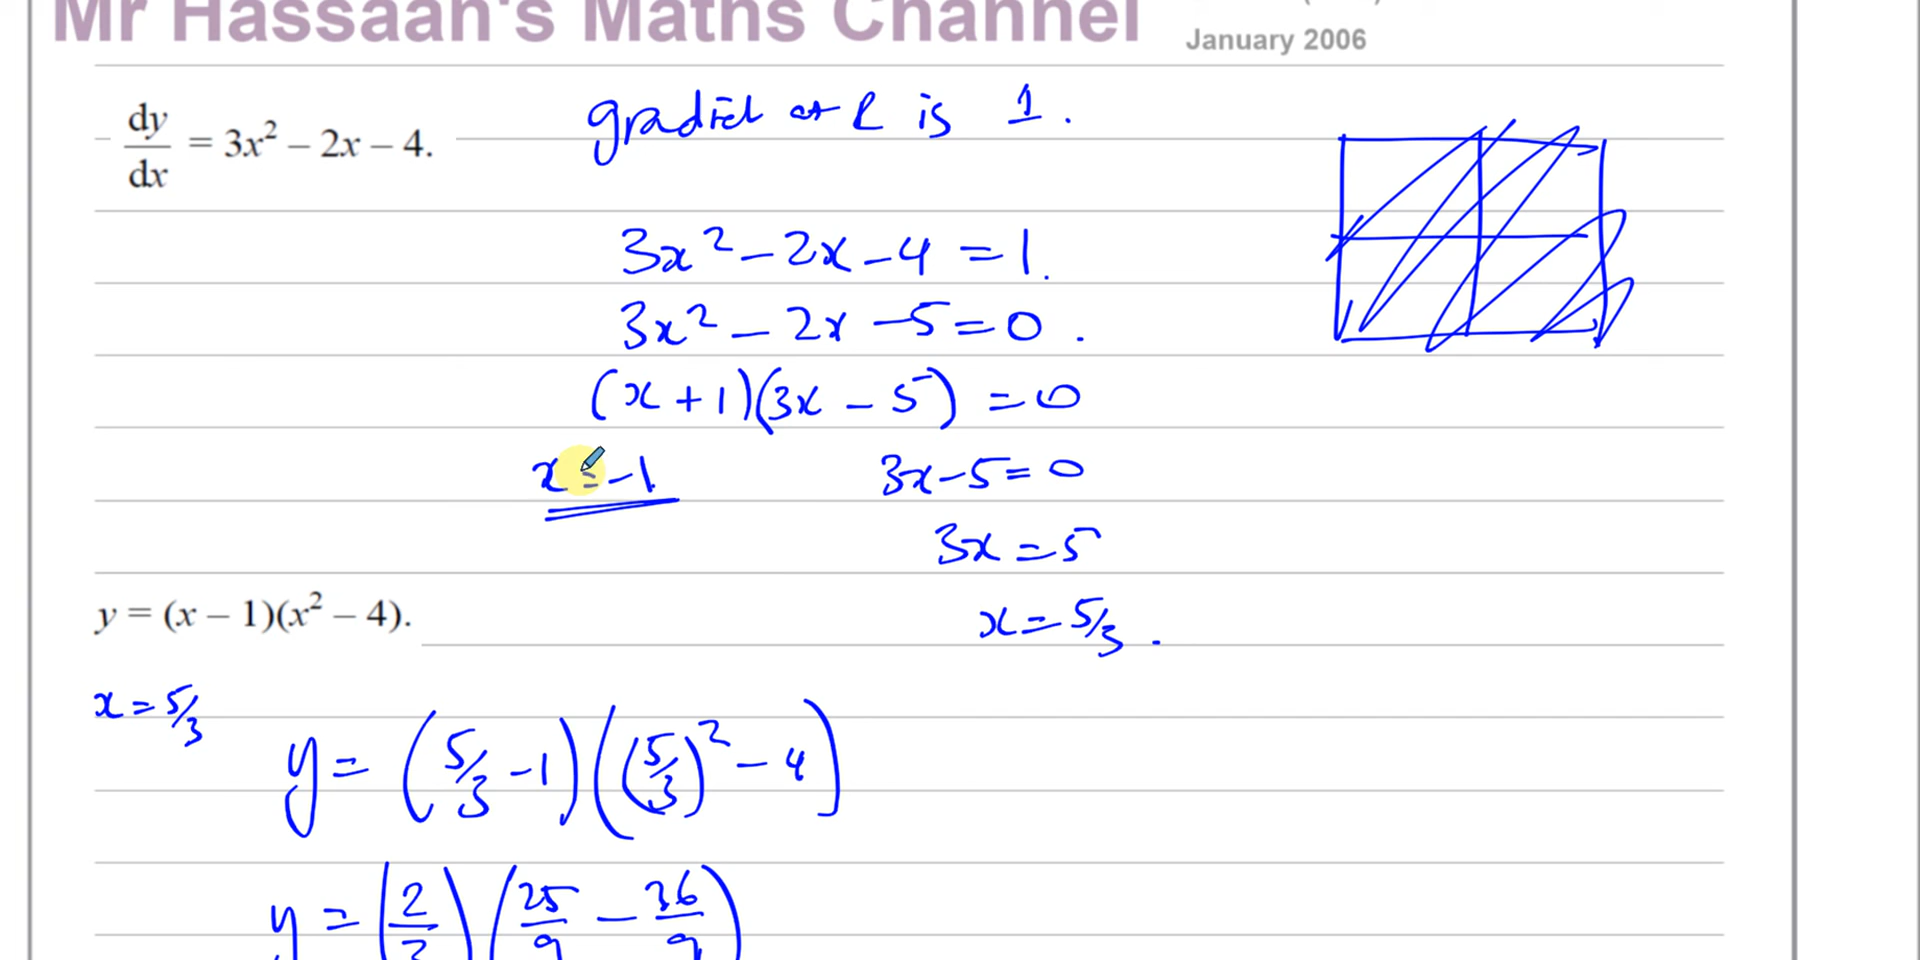 Mr Hassaan's Maths Channel
January 2006
dy/dx = 3x² – 2x – 4.
gradient at R is 1.
3x² – 2x – 4 = 1.
3x² – 2x – 5 = 0.
(x + 1)(3x – 5) = 0
x = –1
3x – 5 = 0
3x = 5
x = 5/3.
y = (x – 1)(x² – 4).
x = 5/3
y = (5/3 – 1)((5/3)² – 4)
y = (2/3)(25/9 – 36/9)